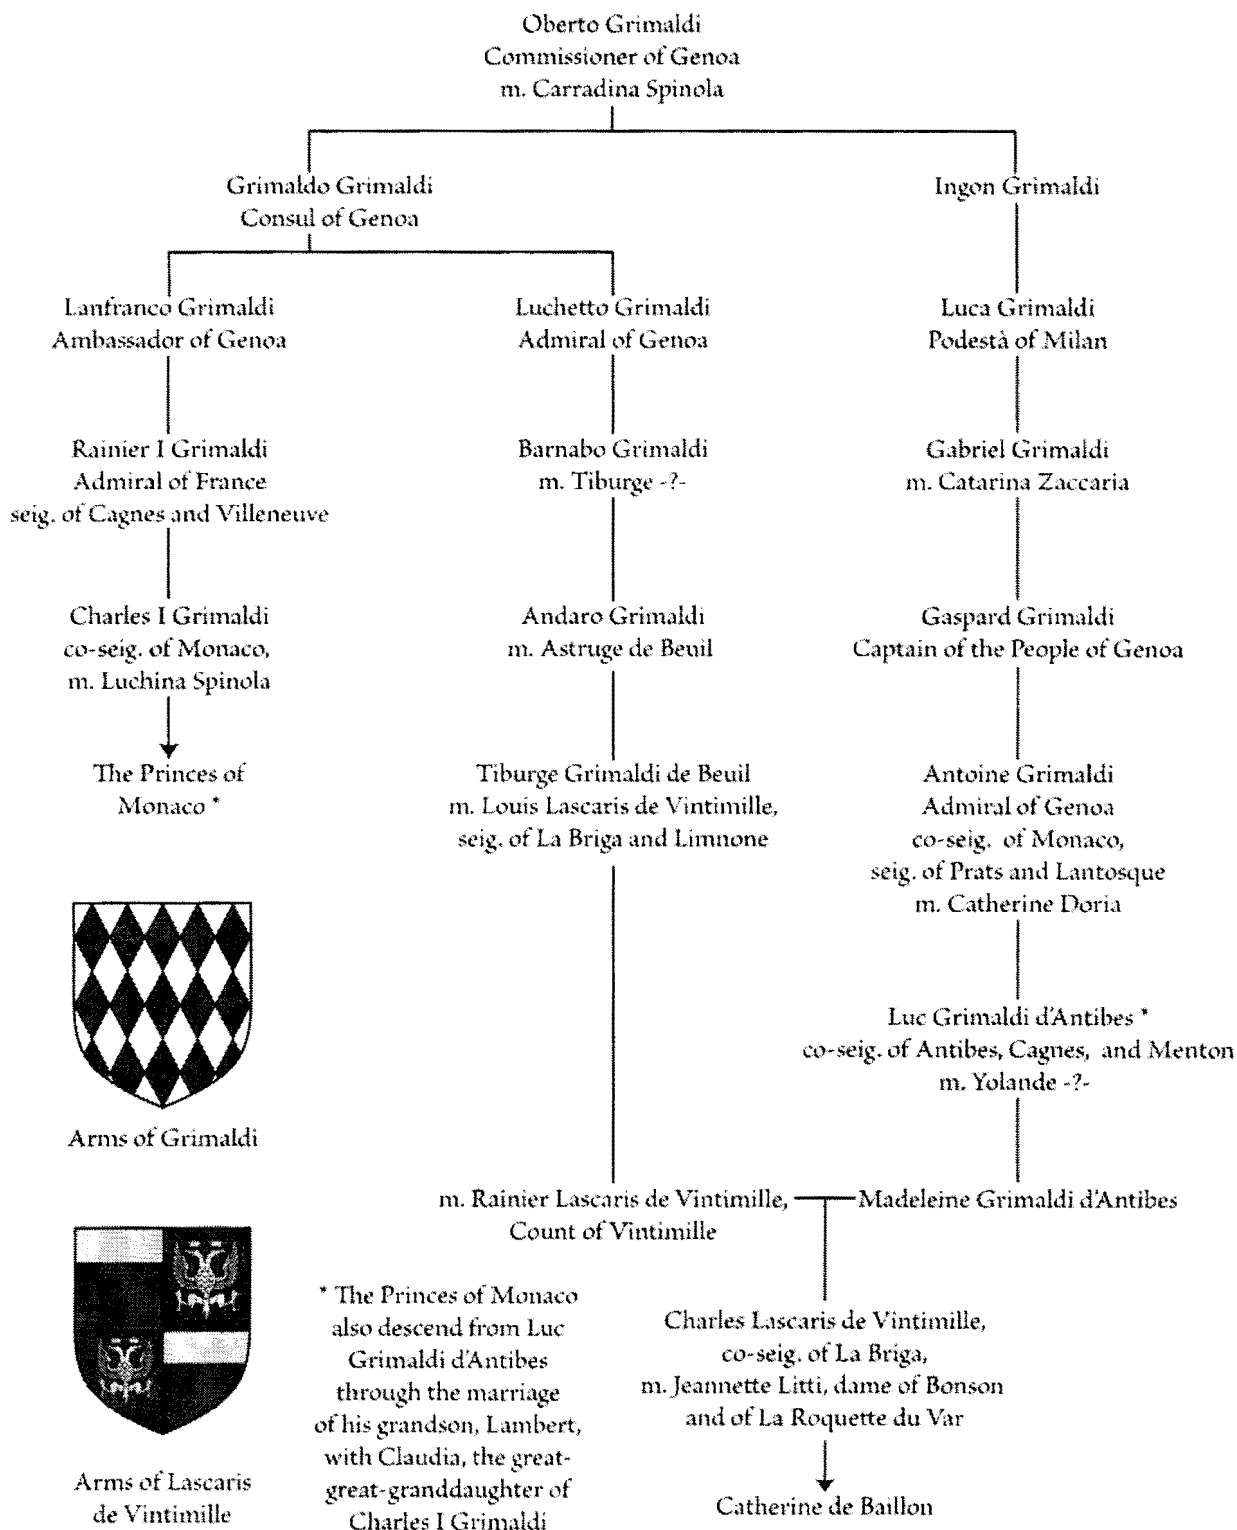 Oberto Grimaldi
Commissioner of Genoa
m. Carradina Spinola
Grimaldo Grimaldi
Consul of Genoa
Ingon Grimaldi
Lanfranco Grimaldi
Ambassador of Genoa
Luchetto Grimaldi
Admiral of Genoa
Luca Grimaldi
Podestà of Milan
Rainier I Grimaldi
Admiral of France
seig. of Cagnes and Villeneuve
Barnabo Grimaldi
m. Tiburge -?-
Gabriel Grimaldi
m. Catarina Zaccaria
Charles I Grimaldi
co-seig. of Monaco,
m. Luchina Spinola
Andaro Grimaldi
m. Astruge de Beuil
Gaspard Grimaldi
Captain of the People of Genoa
The Princes of
Monaco *
Tiburge Grimaldi de Beuil
m. Louis Lascaris de Vintimille,
seig. of La Briga and Limnone
Antoine Grimaldi
Admiral of Genoa
co-seig. of Monaco,
seig. of Prats and Lantosque
m. Catherine Doria
Arms of Grimaldi
Luc Grimaldi d'Antibes *
co-seig. of Antibes, Cagnes, and Menton
m. Yolande -?-
m. Rainier Lascaris de Vintimille,
Count of Vintimille
Madeleine Grimaldi d'Antibes
Arms of Lascaris
de Vintimille
* The Princes of Monaco
also descend from Luc
Grimaldi d'Antibes
through the marriage
of his grandson, Lambert,
with Claudia, the great-
great-granddaughter of
Charles I Grimaldi
Charles Lascaris de Vintimille,
co-seig. of La Briga,
m. Jeannette Litti, dame of Bonson
and of La Roquette du Var
Catherine de Baillon